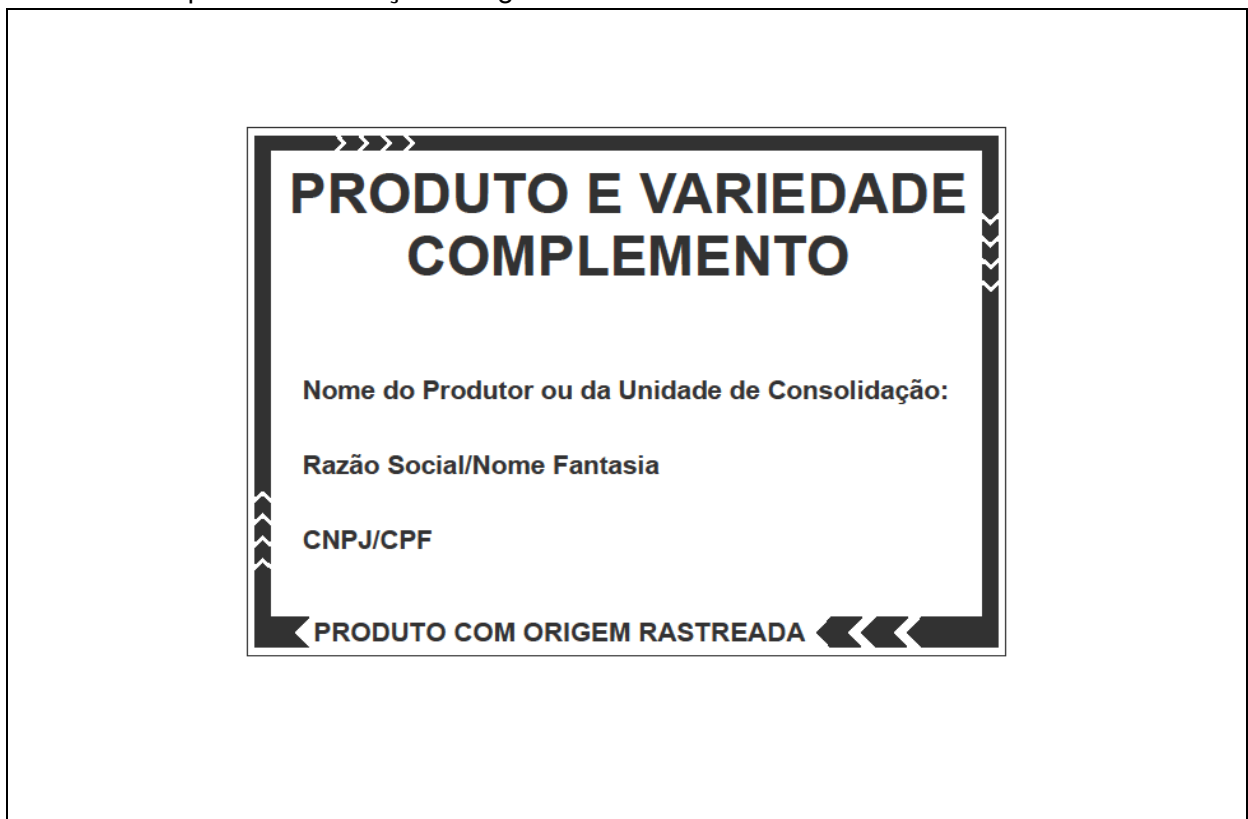 PRODUTO E VARIEDADE
COMPLEMENTO
Nome do Produtor ou da Unidade de Consolidação:
Razão Social/Nome Fantasia
CNPJ/CPF
PRODUTO COM ORIGEM RASTREADA